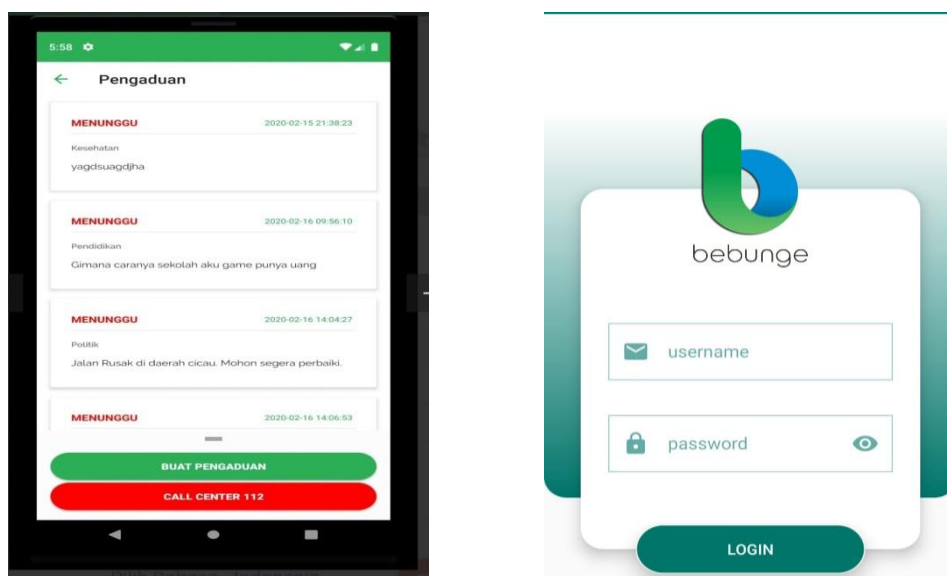 5:58
Pengaduan
MENUNGGU 2020-02-15 21:38:23
Kesehatan
yagdsuagdjha
MENUNGGU 2020-02-16 09:56:10
Pendidikan
Gimana caranya sekolah aku game punya uang
MENUNGGU 2020-02-16 14:04:27
Politik
Jalan Rusak di daerah cicau. Mohon segera perbaiki.
MENUNGGU 2020-02-16 14:06:53
BUAT PENGADUAN
CALL CENTER 112
bebunge
username
password
LOGIN